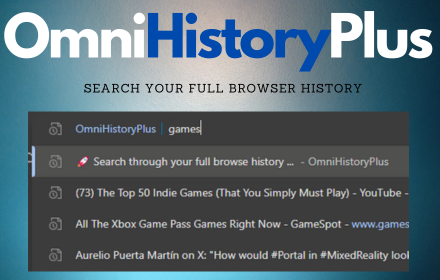 OmniHistoryPlus
SEARCH YOUR FULL BROWSER HISTORY
OmniHistoryPlus | games
🚀 Search through your full browse history ... - OmniHistoryPlus
(73) The Top 50 Indie Games (That You Simply Must Play) - YouTube -
All The Xbox Game Pass Games Right Now - GameSpot - www.games
Aurelio Puerta Martín on X: "How would #Portal in #MixedReality look